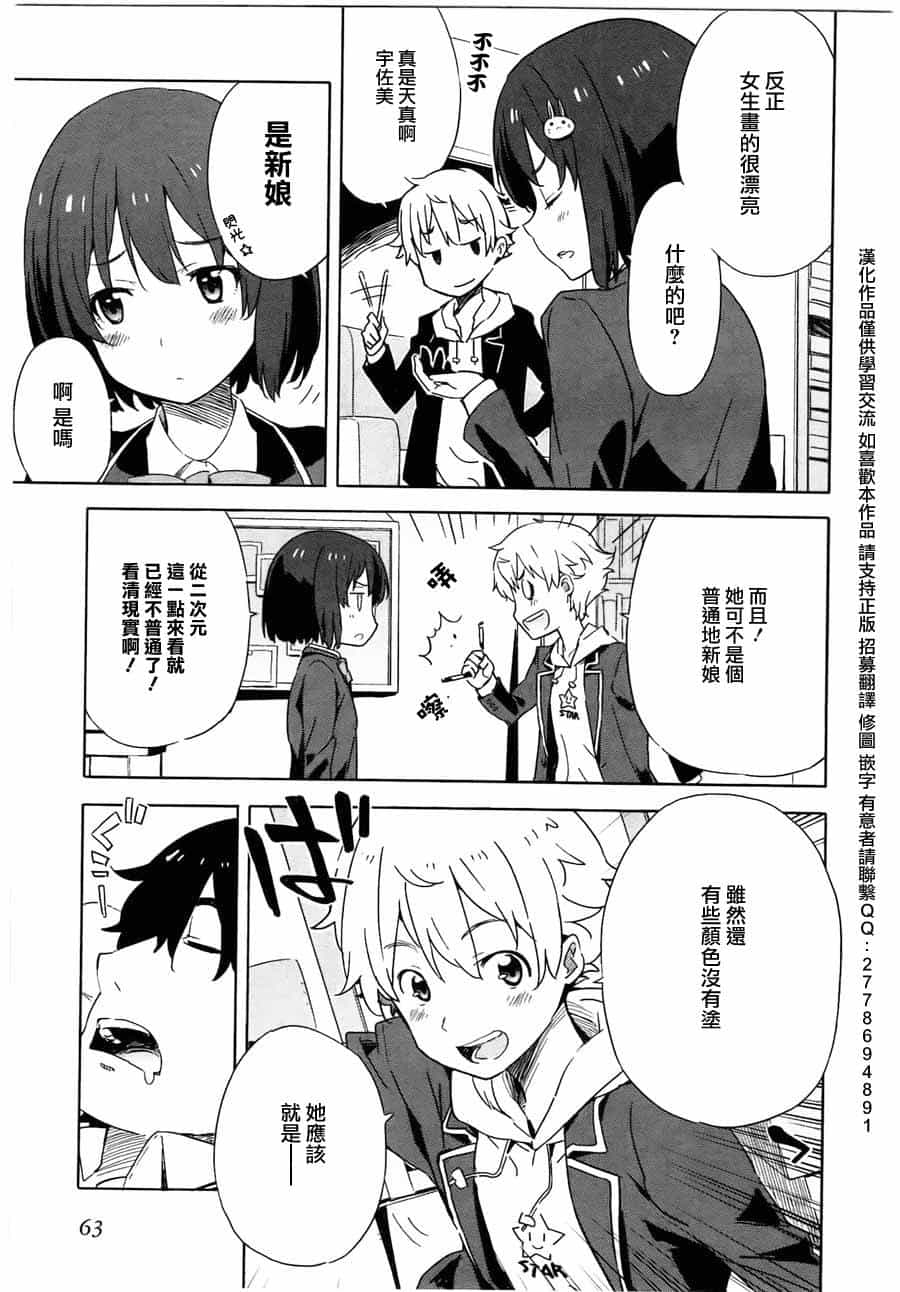 反正
女生畫的很漂亮
什麼的吧？
不不不
真是天真啊
宇佐美
是新娘
閃光☆
啊是嗎
而且！
她可不是個
普通地新娘
嘿
嚓
STAR
從二次元
這一點來看就
已經不普通了！
看清現實啊！
雖然還
有些顏色沒有塗
ば
へ
她應該
就是——
STAR
63
漢化作品僅供學習交流 如喜歡本作品 請支持正版 招募翻譯 修圖 嵌字 有意者請聯繫QQ:2778694891